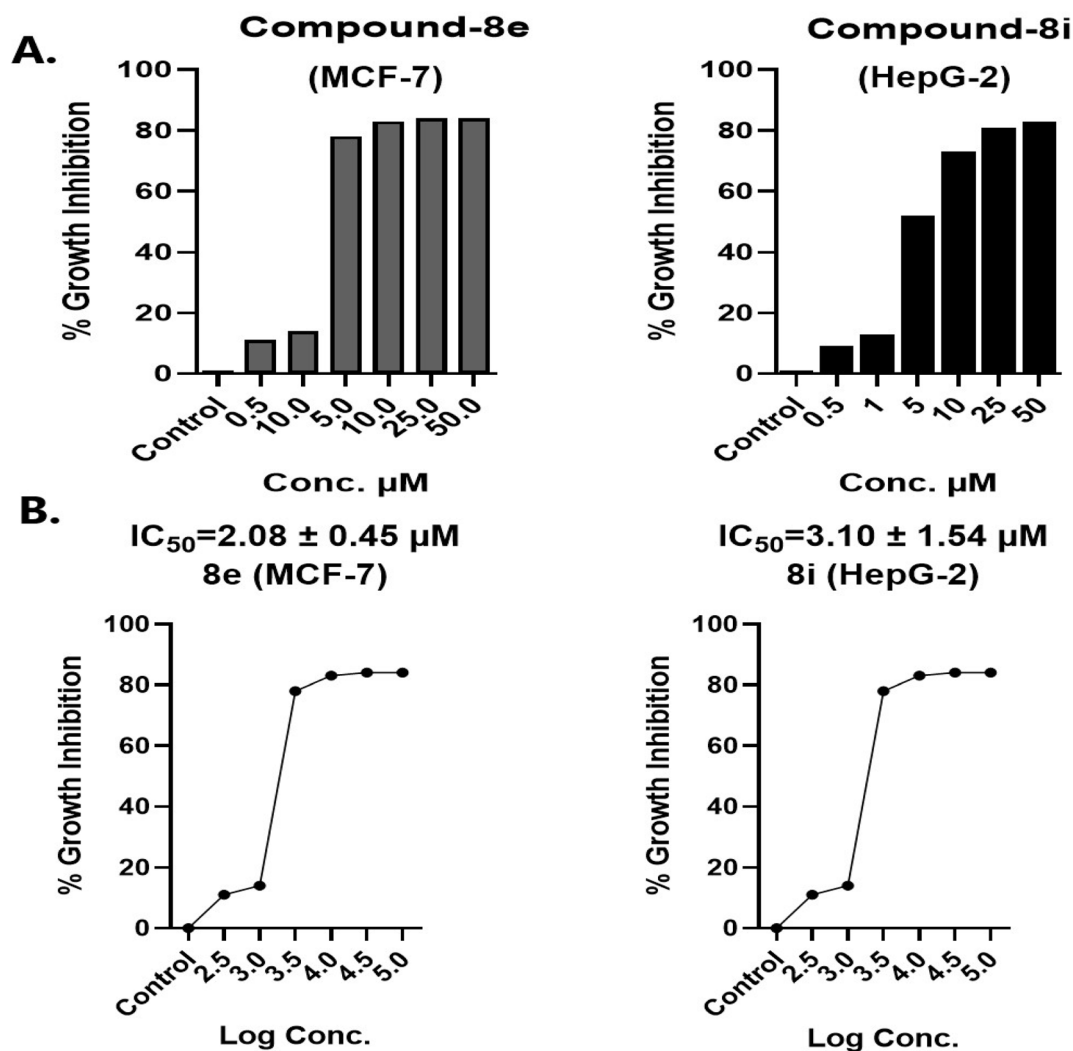 A.
Compound-8e
(MCF-7)
% Growth Inhibition
100
80
60
40
20
0
Control
0.5
10.0
5.0
10.0
25.0
50.0
Conc. µM
Compound-8i
(HepG-2)
% Growth Inhibition
100
80
60
40
20
0
Control
0.5
1
5
10
25
50
Conc. µM
B.
IC50=2.08 ± 0.45 µM
8e (MCF-7)
% Growth Inhibition
100
80
60
40
20
0
Control
2.5
3.0
3.5
4.0
4.5
5.0
Log Conc.
IC50=3.10 ± 1.54 µM
8i (HepG-2)
% Growth Inhibition
100
80
60
40
20
0
Control
2.5
3.0
3.5
4.0
4.5
5.0
Log Conc.